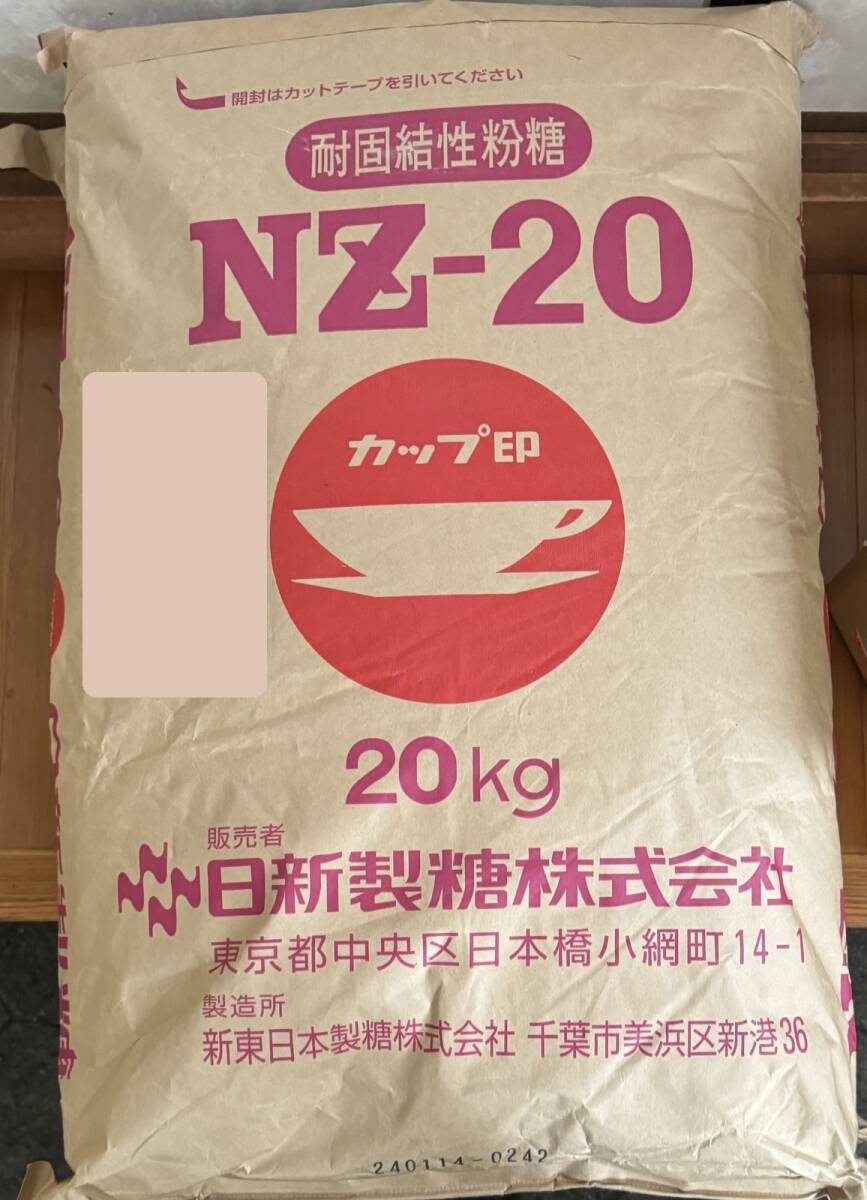 開封はカットテープを引いてください
耐固結性粉糖
NZ-20
カップ印
20kg
販売者
日新製糖株式会社
東京都中央区日本橋小網町14-1
製造所
新東日本製糖株式会社 千葉市美浜区新港36
240114-0242